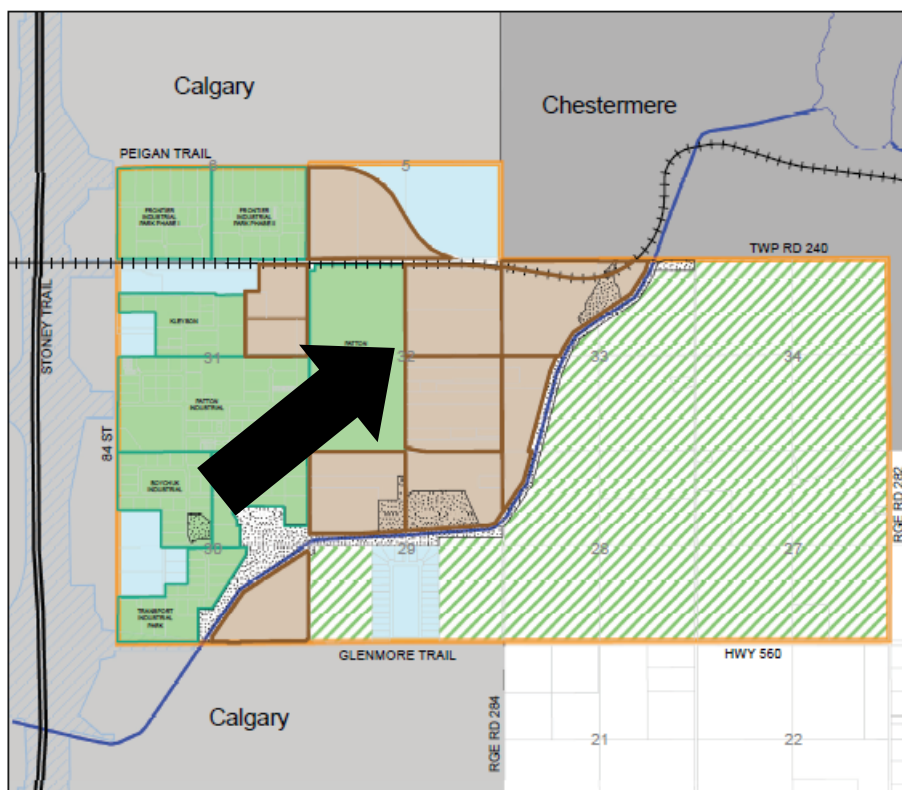 Calgary
Chestermere
PEIGAN TRAIL
5
FRONTIER
INDUSTRIAL
PARK PHASE I
FRONTIER
INDUSTRIAL
PARK PHASE II
TWP RD 240
STONEY TRAIL
KLEYSON
31
PATTON
32
33
34
PATTON
INDUSTRIAL
84 ST
BOYCHUK
INDUSTRIAL
RGE RD 282
30
29
28
27
TRANSPORT
INDUSTRIAL
PARK
GLENMORE TRAIL
HWY 560
Calgary
RGE RD 284
21
22